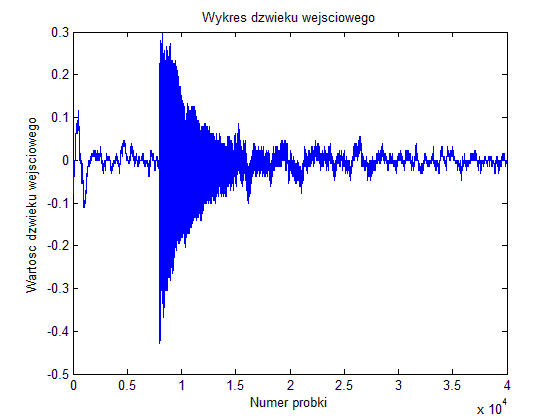 Wykres dzwieku wejsciowego
0.3
0.2
0.1
0
-0.1
-0.2
-0.3
-0.4
-0.5
Wartosc dzwieku wejsciowego
0 0.5 1 1.5 2 2.5 3 3.5 4
Numer probki
x 10^4